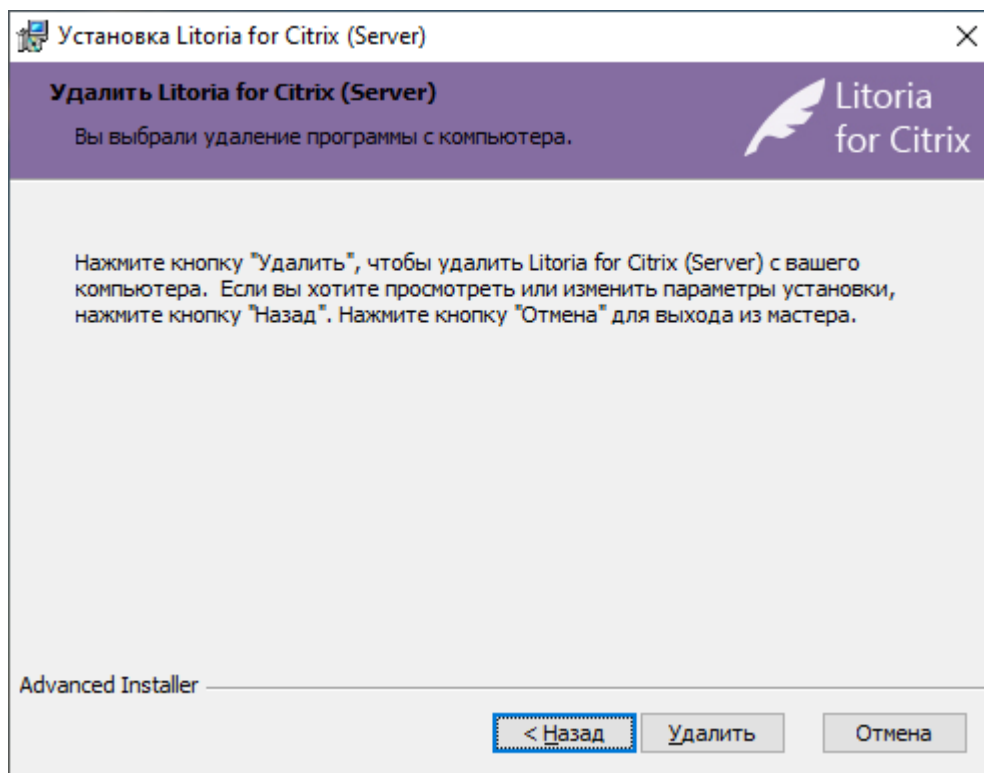 Установка Litoria for Citrix (Server)
Удалить Litoria for Citrix (Server)
Вы выбрали удаление программы с компьютера.
Litoria
for Citrix
Нажмите кнопку "Удалить", чтобы удалить Litoria for Citrix (Server) с вашего
компьютера.  Если вы хотите просмотреть или изменить параметры установки,
нажмите кнопку "Назад". Нажмите кнопку "Отмена" для выхода из мастера.
Advanced Installer
< Назад
Удалить
Отмена